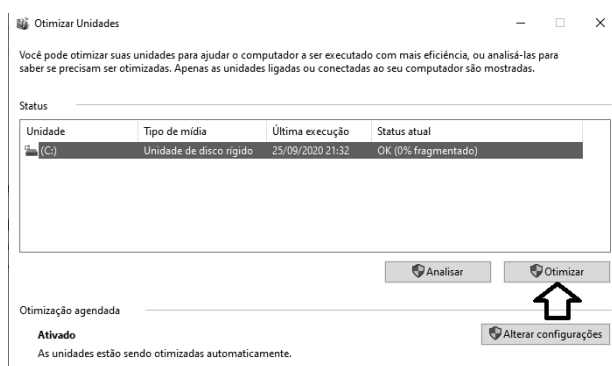 Otimizar Unidades
Você pode otimizar suas unidades para ajudar o computador a ser executado com mais eficiência, ou analisá-las para
saber se precisam ser otimizadas. Apenas as unidades ligadas ou conectadas ao seu computador são mostradas.
Status
Unidade Tipo de mídia Última execução Status atual
(C:) Unidade de disco rígido 25/09/2020 21:32 OK (0% fragmentado)
Analisar Otimizar
Otimização agendada
Ativado Alterar configurações
As unidades estão sendo otimizadas automaticamente.